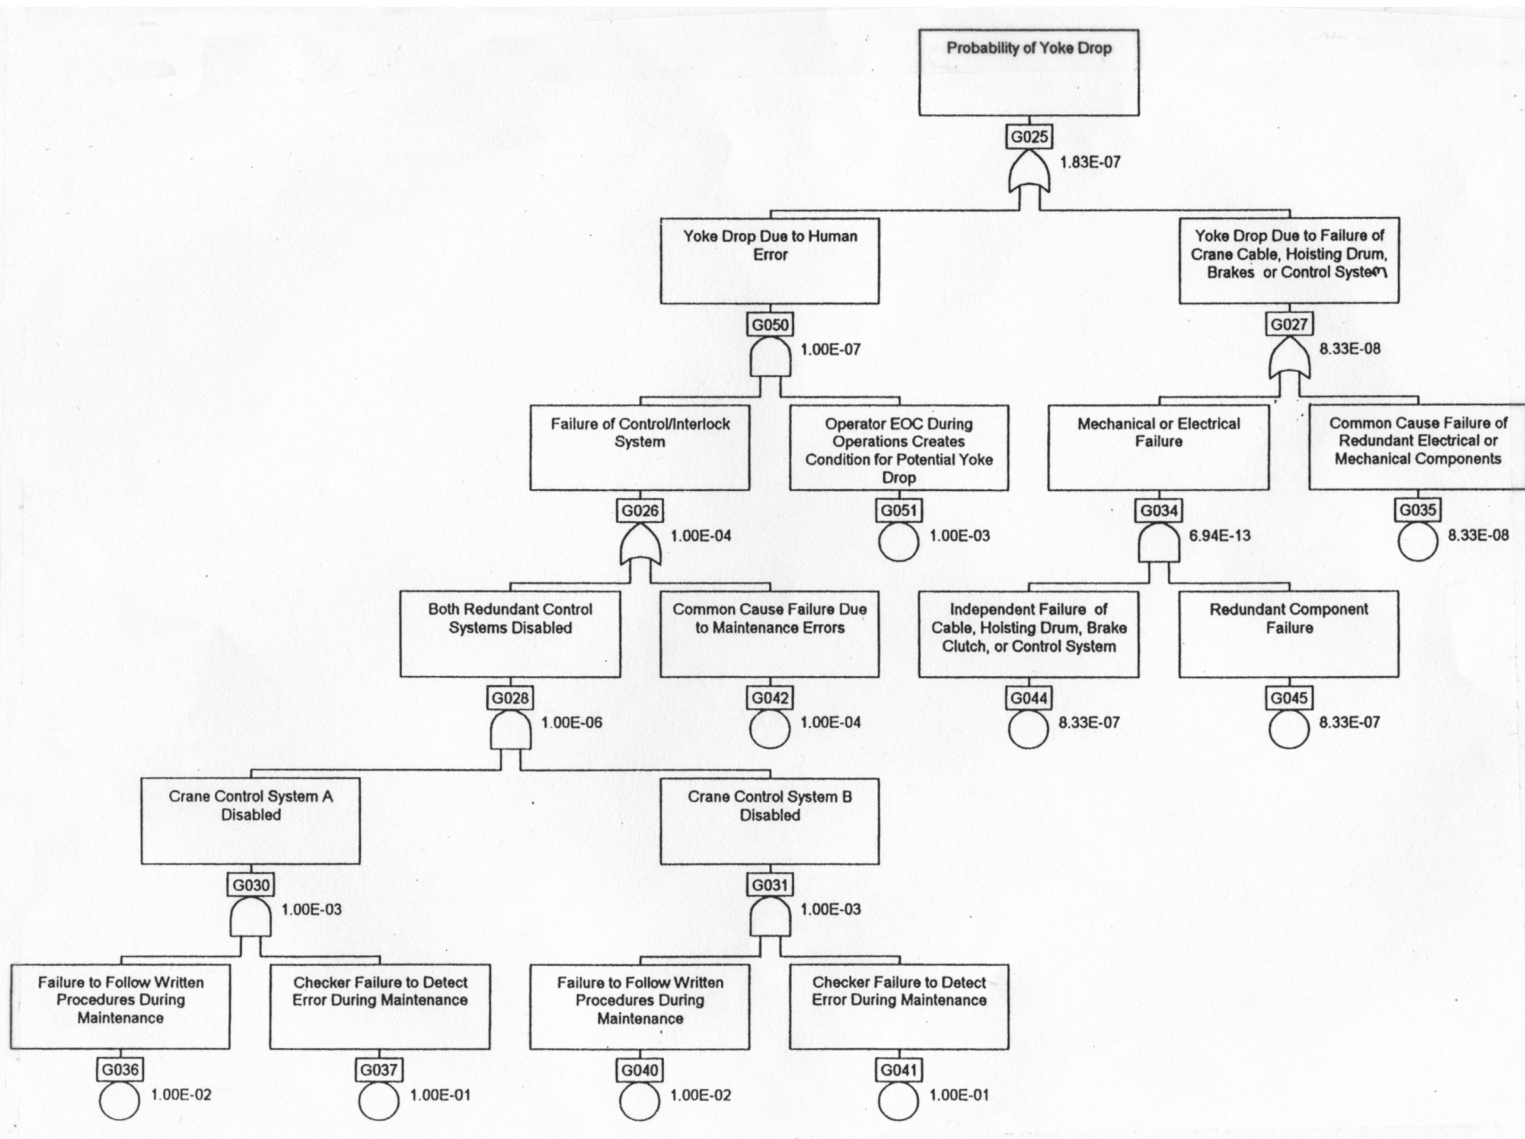 Probability of Yoke Drop
G025
1.83E-07
Yoke Drop Due to Human
Error
G050
1.00E-07
Yoke Drop Due to Failure of
Crane Cable, Hoisting Drum,
Brakes or Control System
G027
8.33E-08
Failure of Control/Interlock
System
G026
1.00E-04
Operator EOC During
Operations Creates
Condition for Potential Yoke
Drop
G051
1.00E-03
Mechanical or Electrical
Failure
G034
6.94E-13
Common Cause Failure of
Redundant Electrical or
Mechanical Components
G035
8.33E-08
Both Redundant Control
Systems Disabled
G028
1.00E-06
Common Cause Failure Due
to Maintenance Errors
G042
1.00E-04
Independent Failure of
Cable, Hoisting Drum, Brake
Clutch, or Control System
G044
8.33E-07
Redundant Component
Failure
G045
8.33E-07
Crane Control System A
Disabled
G030
1.00E-03
Crane Control System B
Disabled
G031
1.00E-03
Failure to Follow Written
Procedures During
Maintenance
G036
1.00E-02
Checker Failure to Detect
Error During Maintenance
G037
1.00E-01
Failure to Follow Written
Procedures During
Maintenance
G040
1.00E-02
Checker Failure to Detect
Error During Maintenance
G041
1.00E-01